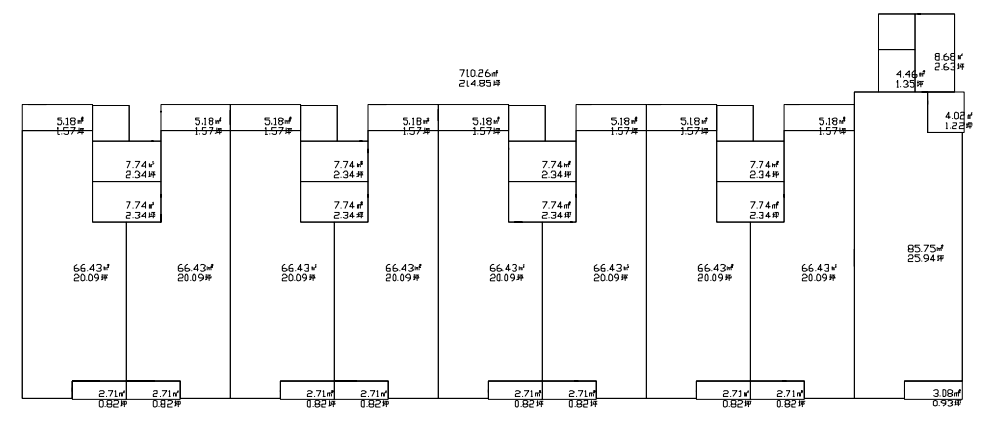 710.26㎡
214.85坪
8.68㎡
2.63坪
4.46㎡
1.35坪
5.18㎡
1.57坪
5.18㎡
1.57坪
5.18㎡
1.57坪
5.18㎡
1.57坪
5.18㎡
1.57坪
5.18㎡
1.57坪
5.18㎡
1.57坪
5.18㎡
1.57坪
4.02㎡
1.22坪
7.74㎡
2.34坪
7.74㎡
2.34坪
7.74㎡
2.34坪
7.74㎡
2.34坪
7.74㎡
2.34坪
7.74㎡
2.34坪
7.74㎡
2.34坪
7.74㎡
2.34坪
66.43㎡
20.09坪
66.43㎡
20.09坪
66.43㎡
20.09坪
66.43㎡
20.09坪
66.43㎡
20.09坪
66.43㎡
20.09坪
66.43㎡
20.09坪
66.43㎡
20.09坪
85.75㎡
25.94坪
2.71㎡
0.82坪
2.71㎡
0.82坪
2.71㎡
0.82坪
2.71㎡
0.82坪
2.71㎡
0.82坪
2.71㎡
0.82坪
2.71㎡
0.82坪
2.71㎡
0.82坪
3.08㎡
0.93坪